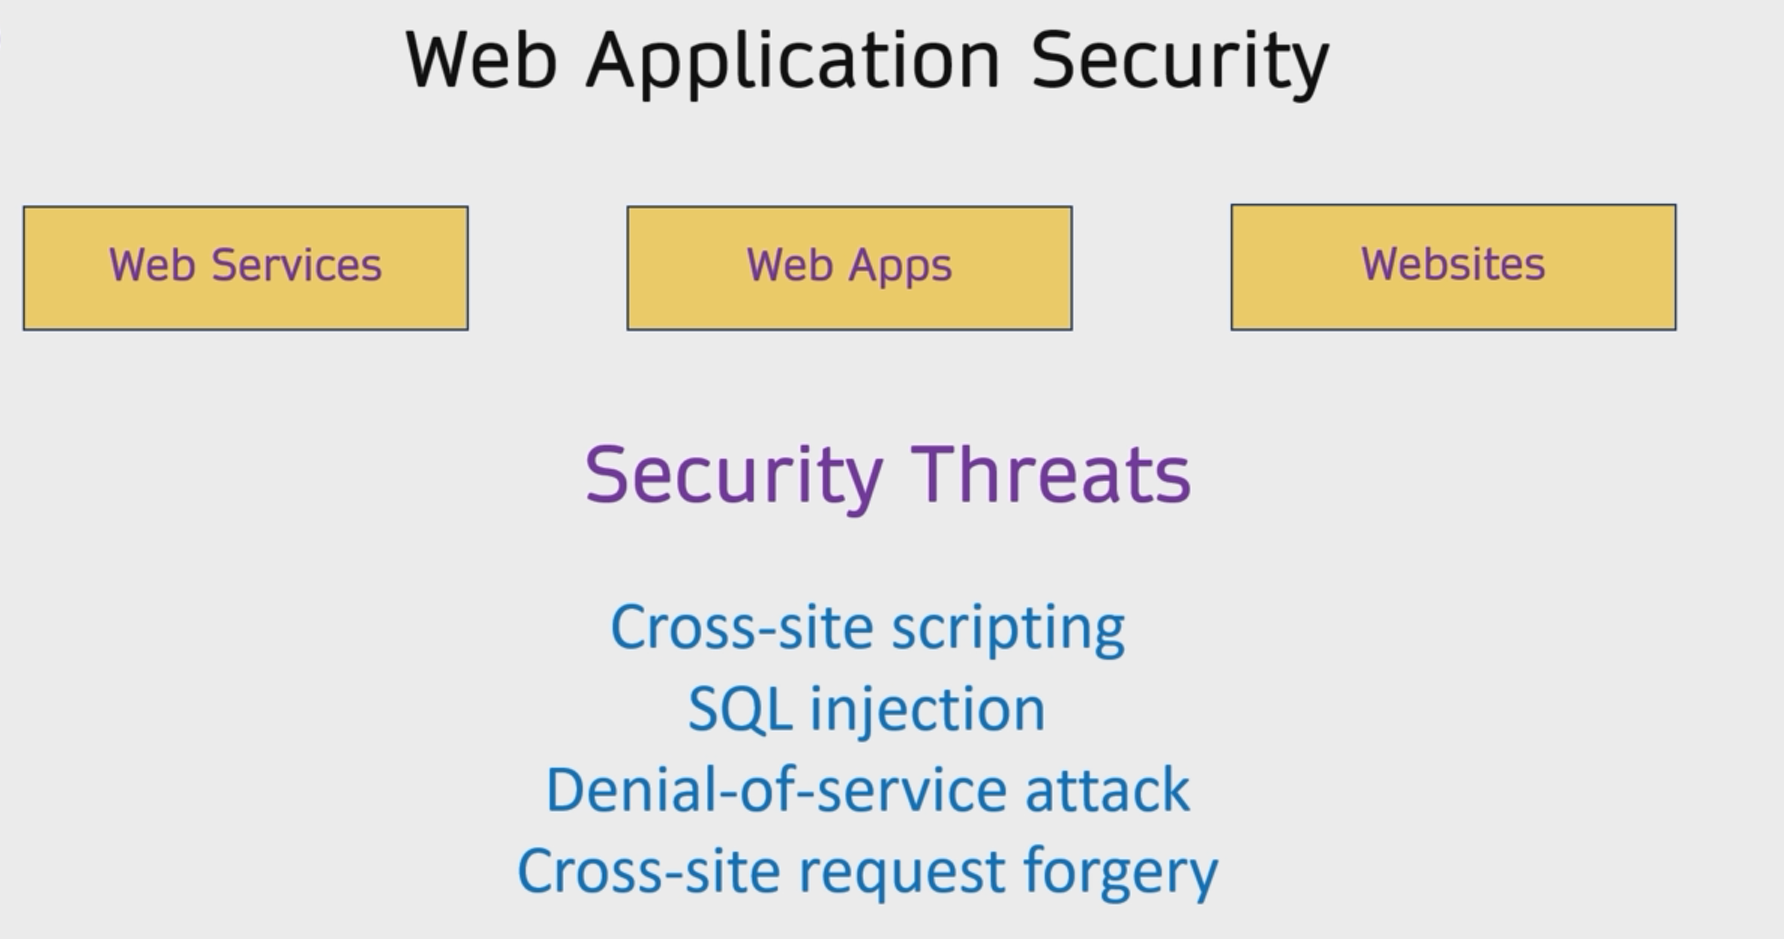 Web Application Security
Web Services
Web Apps
Websites
Security Threats
Cross-site scripting
SQL injection
Denial-of-service attack
Cross-site request forgery